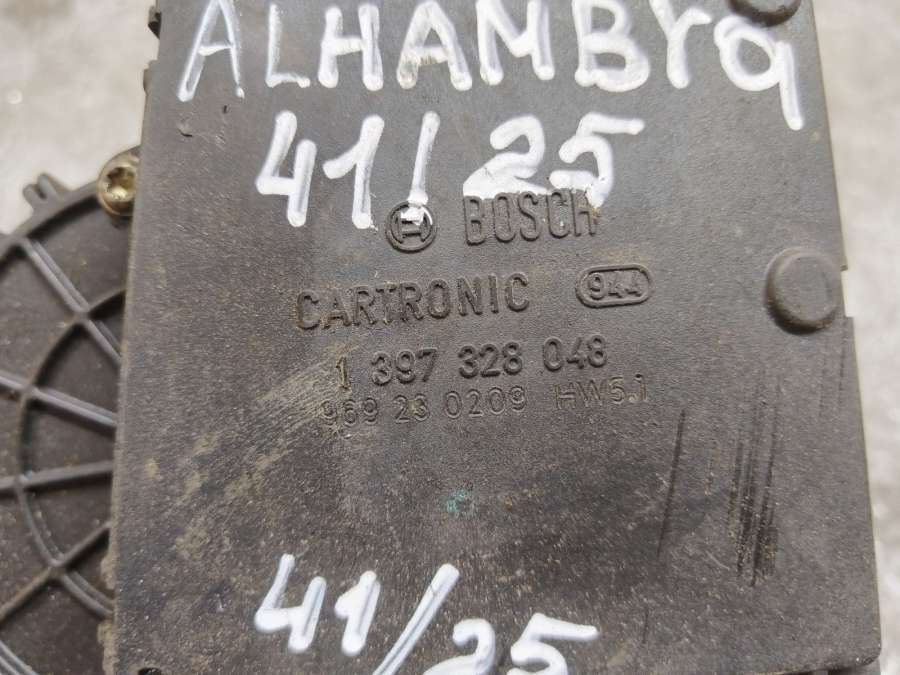 ALHAMBrA
41/25
BOSCH
CARTRONIC 944
1 397 328 048
969 23 0209 HW5.1
41/25